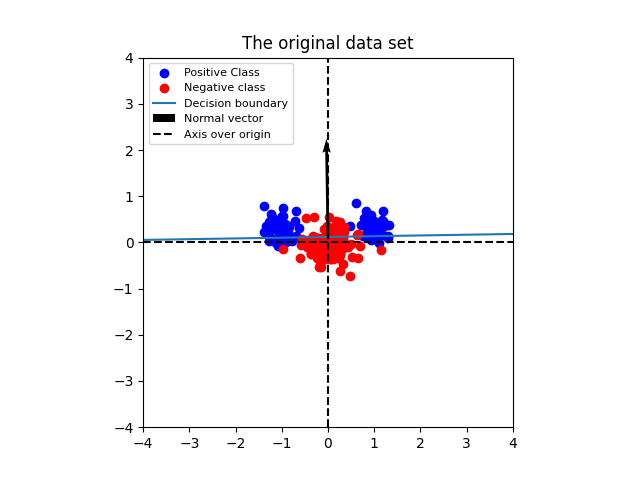 The original data set
Positive Class
Negative class
Decision boundary
Normal vector
Axis over origin
4
3
2
1
0
−1
−2
−3
−4
−4 −3 −2 −1 0 1 2 3 4